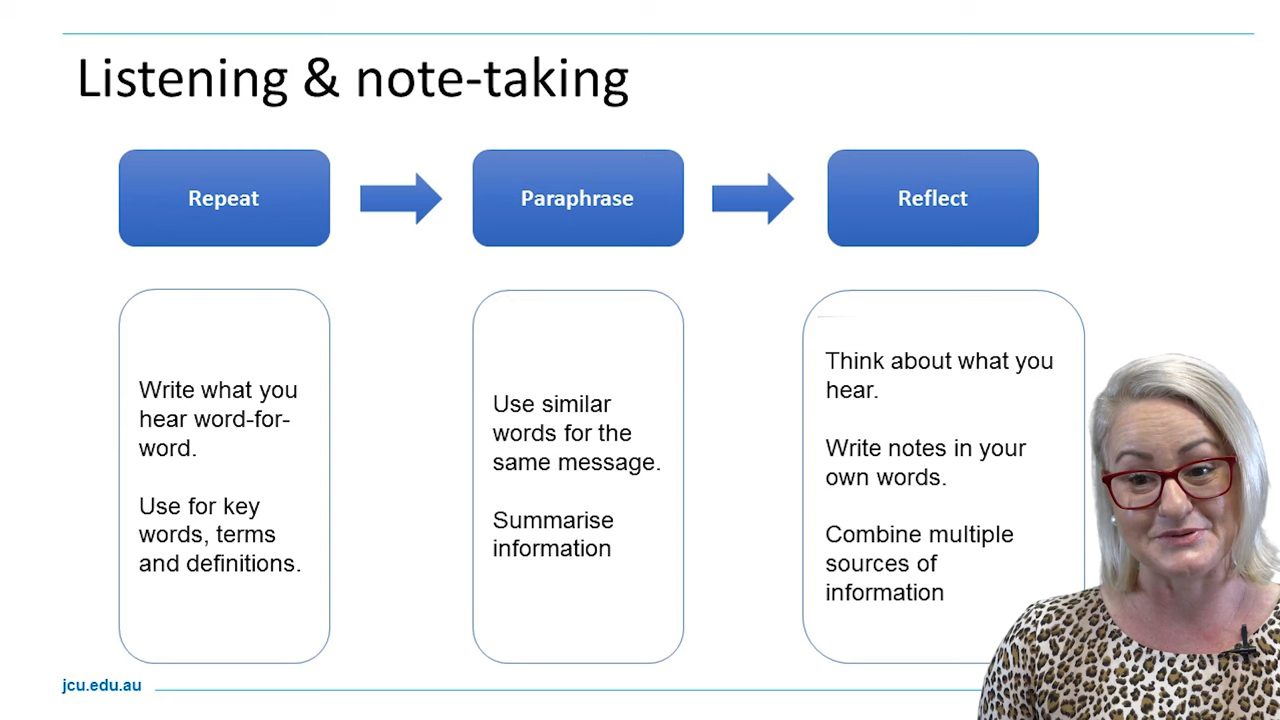 Listening & note-taking
Repeat
Paraphrase
Reflect
Write what you
hear word-for-
word.
Use for key
words, terms
and definitions.
Use similar
words for the
same message.
Summarise
information
Think about what you
hear.
Write notes in your
own words.
Combine multiple
sources of
information
jcu.edu.au